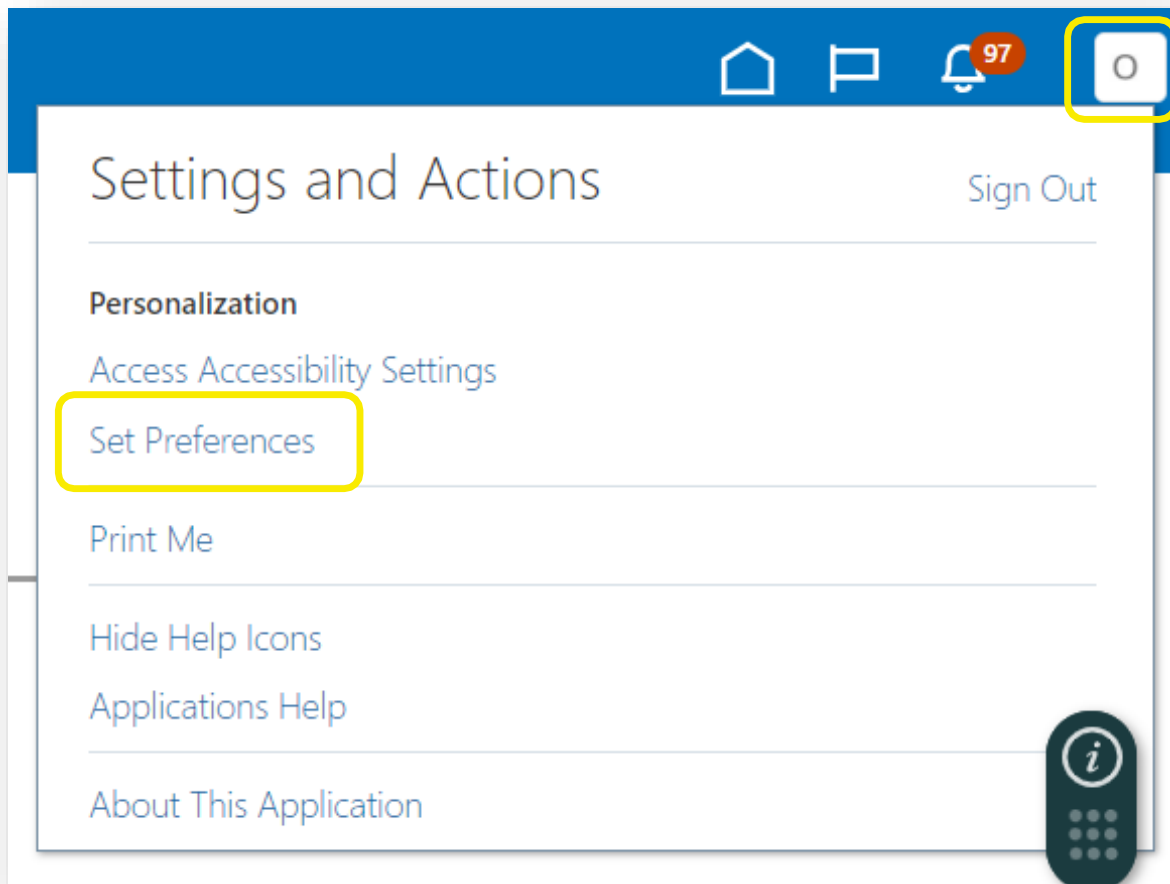 97
O
Settings and Actions
Sign Out
Personalization
Access Accessibility Settings
Set Preferences
Print Me
Hide Help Icons
Applications Help
i
About This Application